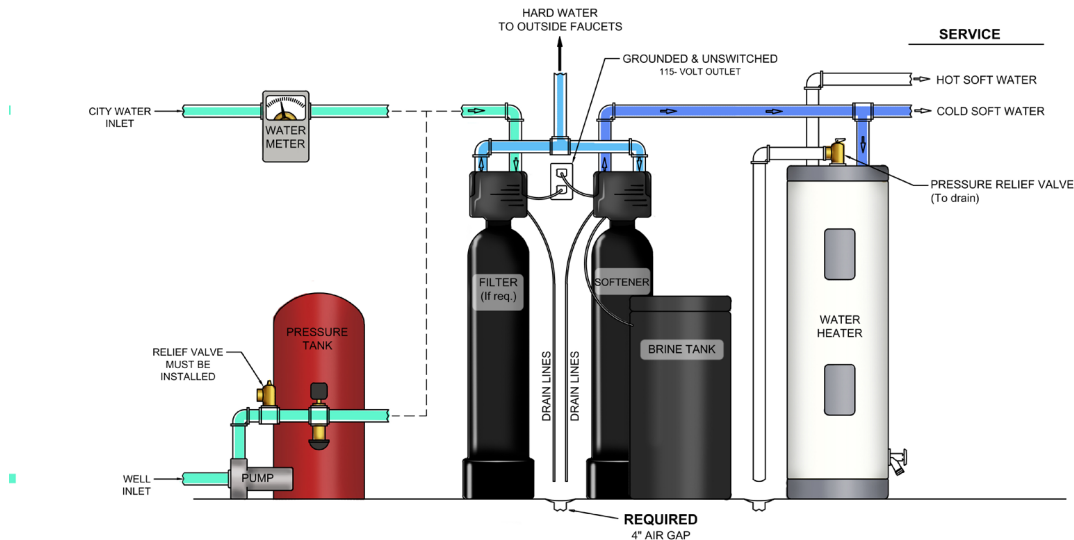 HARD WATER
TO OUTSIDE FAUCETS
SERVICE
GROUNDED & UNSWITCHED
115- VOLT OUTLET
HOT SOFT WATER
CITY WATER
INLET
WATER
METER
COLD SOFT WATER
PRESSURE RELIEF VALVE
(To drain)
FILTER
(If req.)
SOFTENER
PRESSURE
TANK
WATER
HEATER
RELIEF VALVE
MUST BE
INSTALLED
BRINE TANK
DRAIN LINES
DRAIN LINES
WELL
INLET
PUMP
REQUIRED
4" AIR GAP